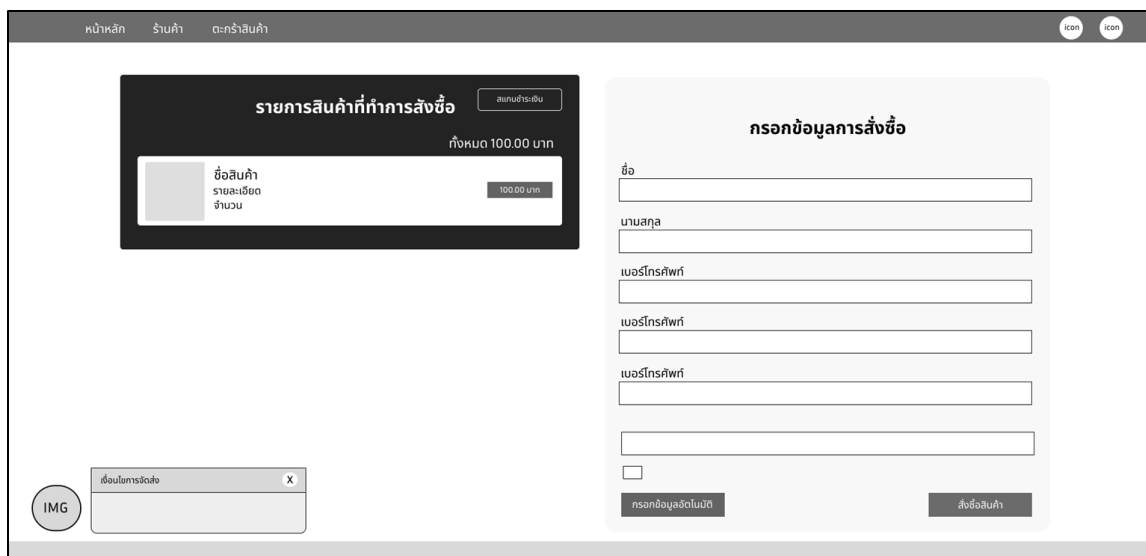 หน้าหลัก ร้านค้า ตะกร้าสินค้า icon icon
รายการสินค้าที่ทำการสั่งซื้อ
สแกนชำระเงิน
ทั้งหมด 100.00 บาท
ชื่อสินค้า
รายละเอียด
จำนวน
100.00 บาท
กรอกข้อมูลการสั่งซื้อ
ชื่อ
นามสกุล
เบอร์โทรศัพท์
เบอร์โทรศัพท์
เบอร์โทรศัพท์
กรอกข้อมูลอัตโนมัติ
สั่งซื้อสินค้า
เงื่อนไขการจัดส่ง X
IMG